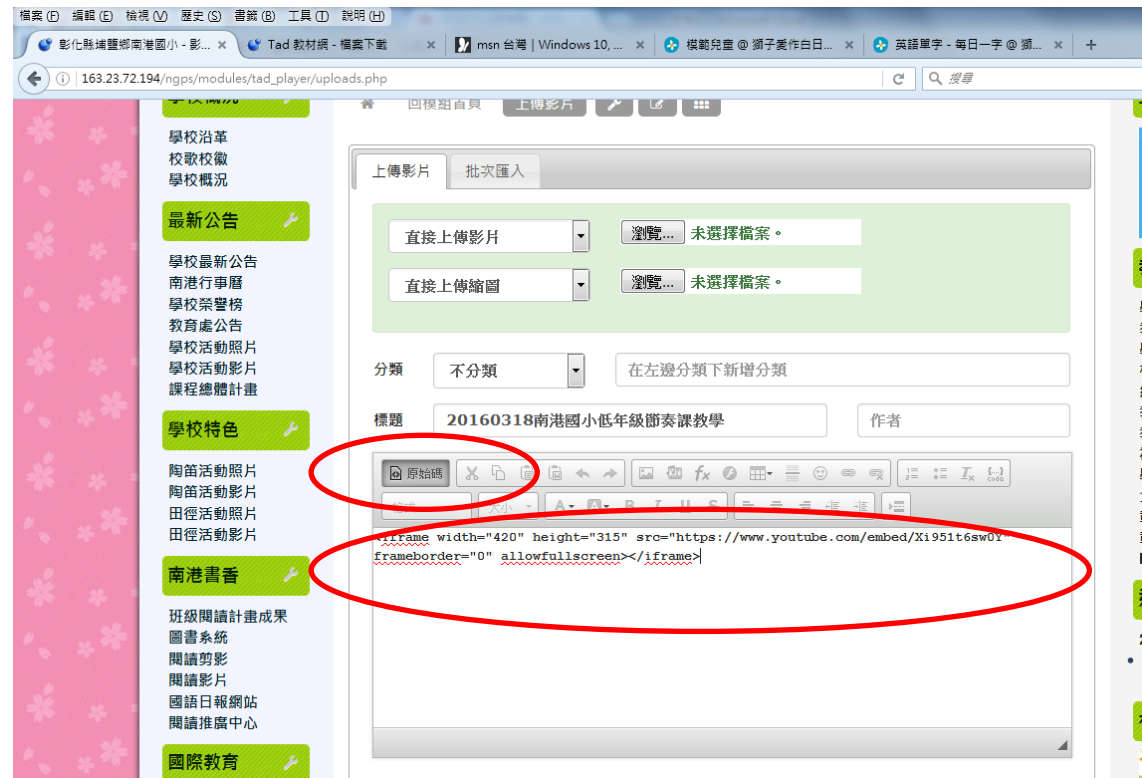 檔案(F) 編輯(E) 檢視(V) 歷史(S) 書籤(B) 工具(T) 說明(H)
彰化縣埔鹽鄉南港國小 - 影... × Tad 教材網 - 檔案下載 × msn 台灣 | Windows 10, ... × 模範兒童 @ 獅子愛作白日... × 英語單字 - 每日一字 @ 獅... × +
163.23.72.194/ngps/modules/tad_player/uploads.php 搜尋
學校概況
回模組首頁 上傳影片
學校沿革
校歌校徽
學校概況
最新公告
學校最新公告
南港行事曆
學校榮譽榜
教育處公告
學校活動照片
學校活動影片
課程總體計畫
學校特色
陶笛活動照片
陶笛活動影片
田徑活動照片
田徑活動影片
南港書香
班級閱讀計畫成果
圖書系統
閱讀剪影
閱讀影片
國語日報網站
閱讀推廣中心
國際教育
上傳影片 批次匯入
直接上傳影片 瀏覽... 未選擇檔案。
直接上傳縮圖 瀏覽... 未選擇檔案。
分類 不分類 在左邊分類下新增分類
標題 20160318南港國小低年級節奏課教學 作者
原始碼
格式 大小 A A B I U S
<iframe width="420" height="315" src="https://www.youtube.com/embed/Xi951t6sw0Y"
frameborder="0" allowfullscreen></iframe>